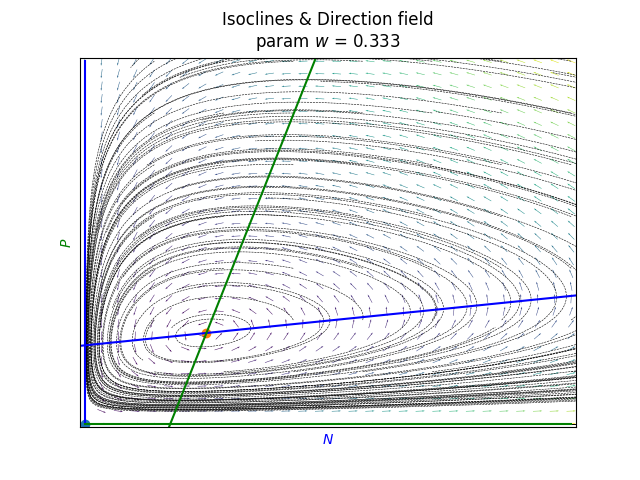 Isoclines & Direction field
param w = 0.333
P
N